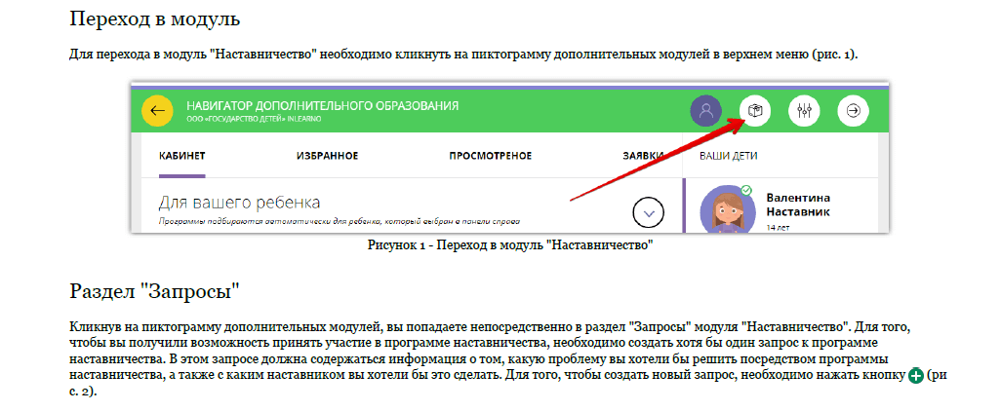 Переход в модуль
Для перехода в модуль "Наставничество" необходимо кликнуть на пиктограмму дополнительных модулей в верхнем меню (рис. 1).
НАВИГАТОР ДОПОЛНИТЕЛЬНОГО ОБРАЗОВАНИЯ
ООО «ГОСУДАРСТВО ДЕТЕЙ» INLEARNO
КАБИНЕТ ИЗБРАННОЕ ПРОСМОТРЕНОЕ ЗАЯВКИ ВАШИ ДЕТИ
Для вашего ребенка
Программы подбираются автоматически для ребенка, который выбран в панели справа
Валентина
Наставник
14 лет
Рисунок 1 - Переход в модуль "Наставничество"
Раздел "Запросы"
Кликнув на пиктограмму дополнительных модулей, вы попадаете непосредственно в раздел "Запросы" модуля "Наставничество". Для того,
чтобы вы получили возможность принять участие в программе наставничества, необходимо создать хотя бы один запрос к программе
наставничества. В этом запросе должна содержаться информация о том, какую проблему вы хотели бы решить посредством программы
наставничества, а также с каким наставником вы хотели бы это сделать. Для того, чтобы создать новый запрос, необходимо нажать кнопку (ри
с. 2).